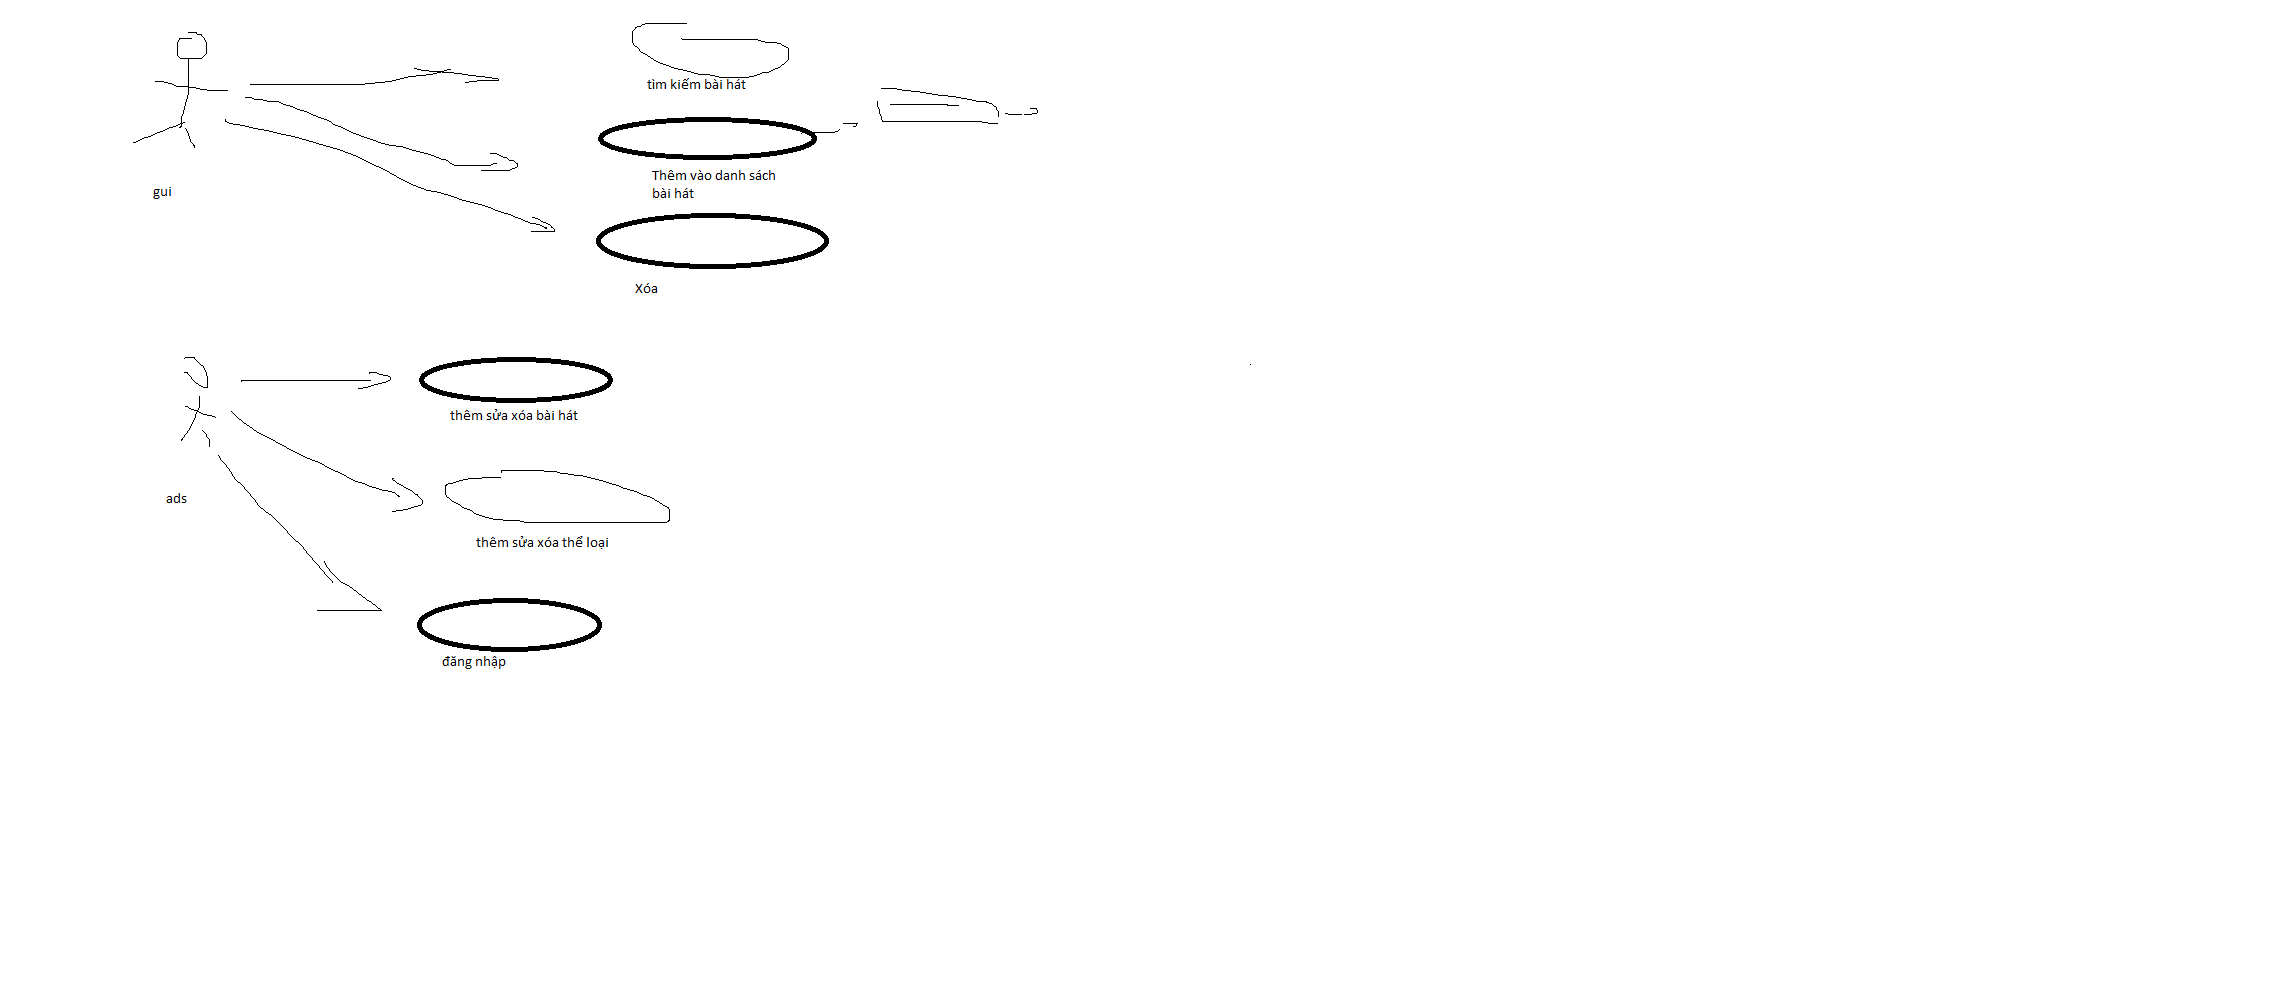 tìm kiếm bài hát
Thêm vào danh sách
bài hát
gui
Xóa
thêm sửa xóa bài hát
ads
thêm sửa xóa thể loại
đăng nhập